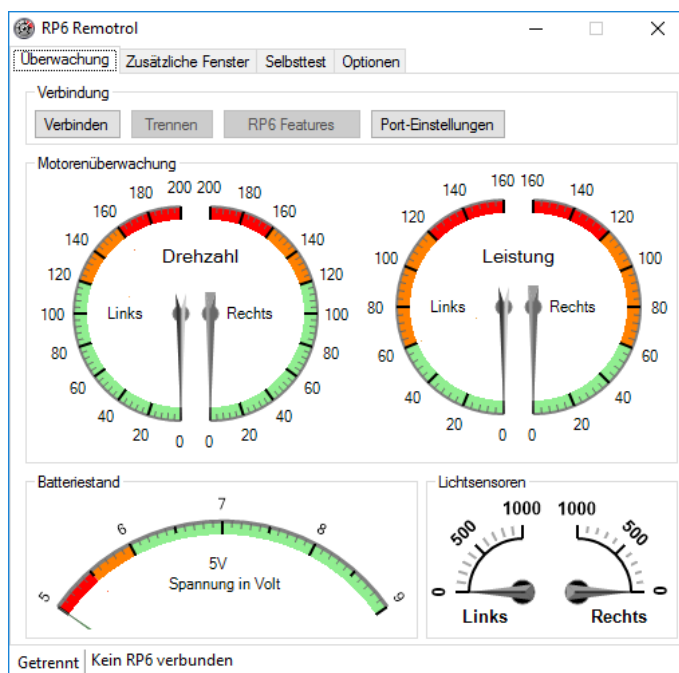 RP6 Remotrol
Überwachung Zusätzliche Fenster Selbsttest Optionen
Verbindung
Verbinden Trennen RP6 Features Port-Einstellungen
Motorenüberwachung
200 200 160 160
180 180 140 140
160 160 120 120
140 140 100 100
Drehzahl Leistung
120 120
100 Links Rechts 100 80 Links Rechts 80
80 80 60 60
60 60 40 40
40 40 20 20
20 20
0 0 0 0
Batteriestand
5 6 7 8 9
5V
Spannung in Volt
Lichtsensoren
1000 1000
500 500
0 0
Links Rechts
Getrennt Kein RP6 verbunden